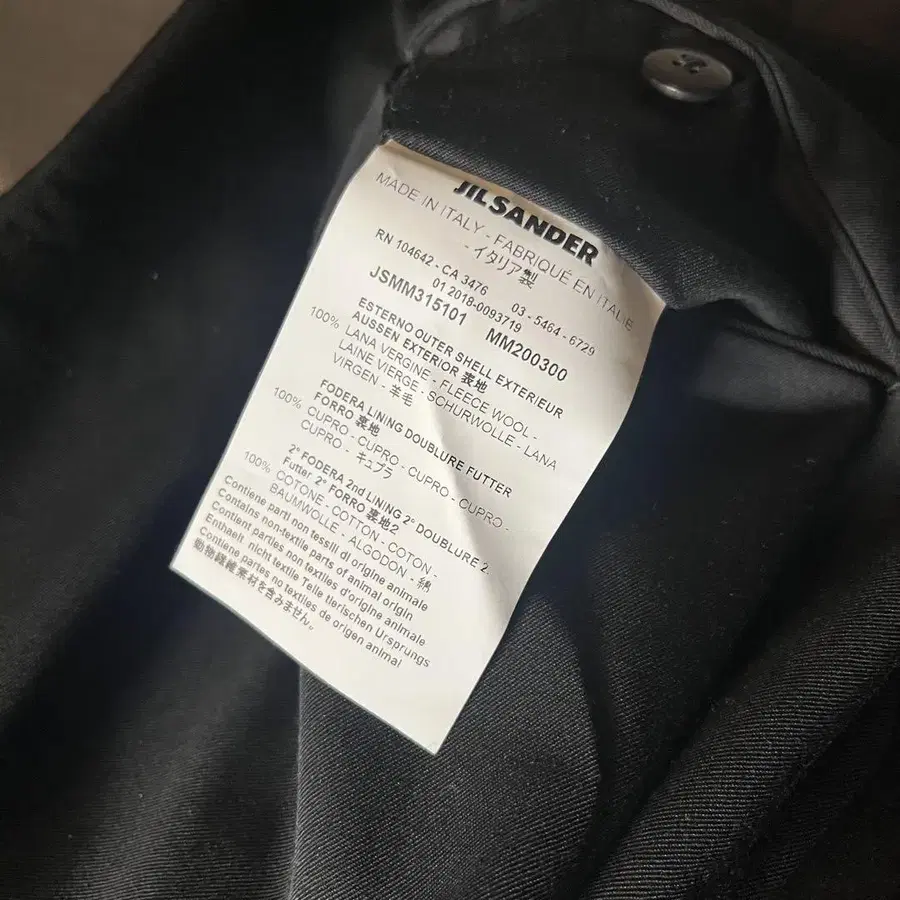 JILSANDER
MADE IN ITALY - FABRIQUÉ EN ITALIE
- イタリア製
RN 104642 - CA 3476 03 - 5464 - 6729
01 2018-0093719
JSMM315101 MM200300
ESTERNO OUTER SHELL EXTERIEUR
AUSSEN EXTERIOR 表地
100% LANA VERGINE - FLEECE WOOL -
LAINE VIERGE - SCHURWOLLE - LANA
VIRGEN - 羊毛
FODERA LINING DOUBLURE FUTTER
FORRO 裏地
100% CUPRO - CUPRO - CUPRO - CUPRO -
CUPRO - キュプラ
2° FODERA 2nd LINING 2° DOUBLURE 2.
Futter 2° FORRO 裏地2
100% COTONE - COTTON - COTON -
BAUMWOLLE - ALGODON - 綿
Contiene parti non tessili di origine animale
Contains non-textile parts of animal origin
Contient parties non textiles d'origine animale
Enthaelt. nicht textile Teile tierischen Ursprungs
Contiene partes no textiles de origen animal
動物繊維素材を含みません。